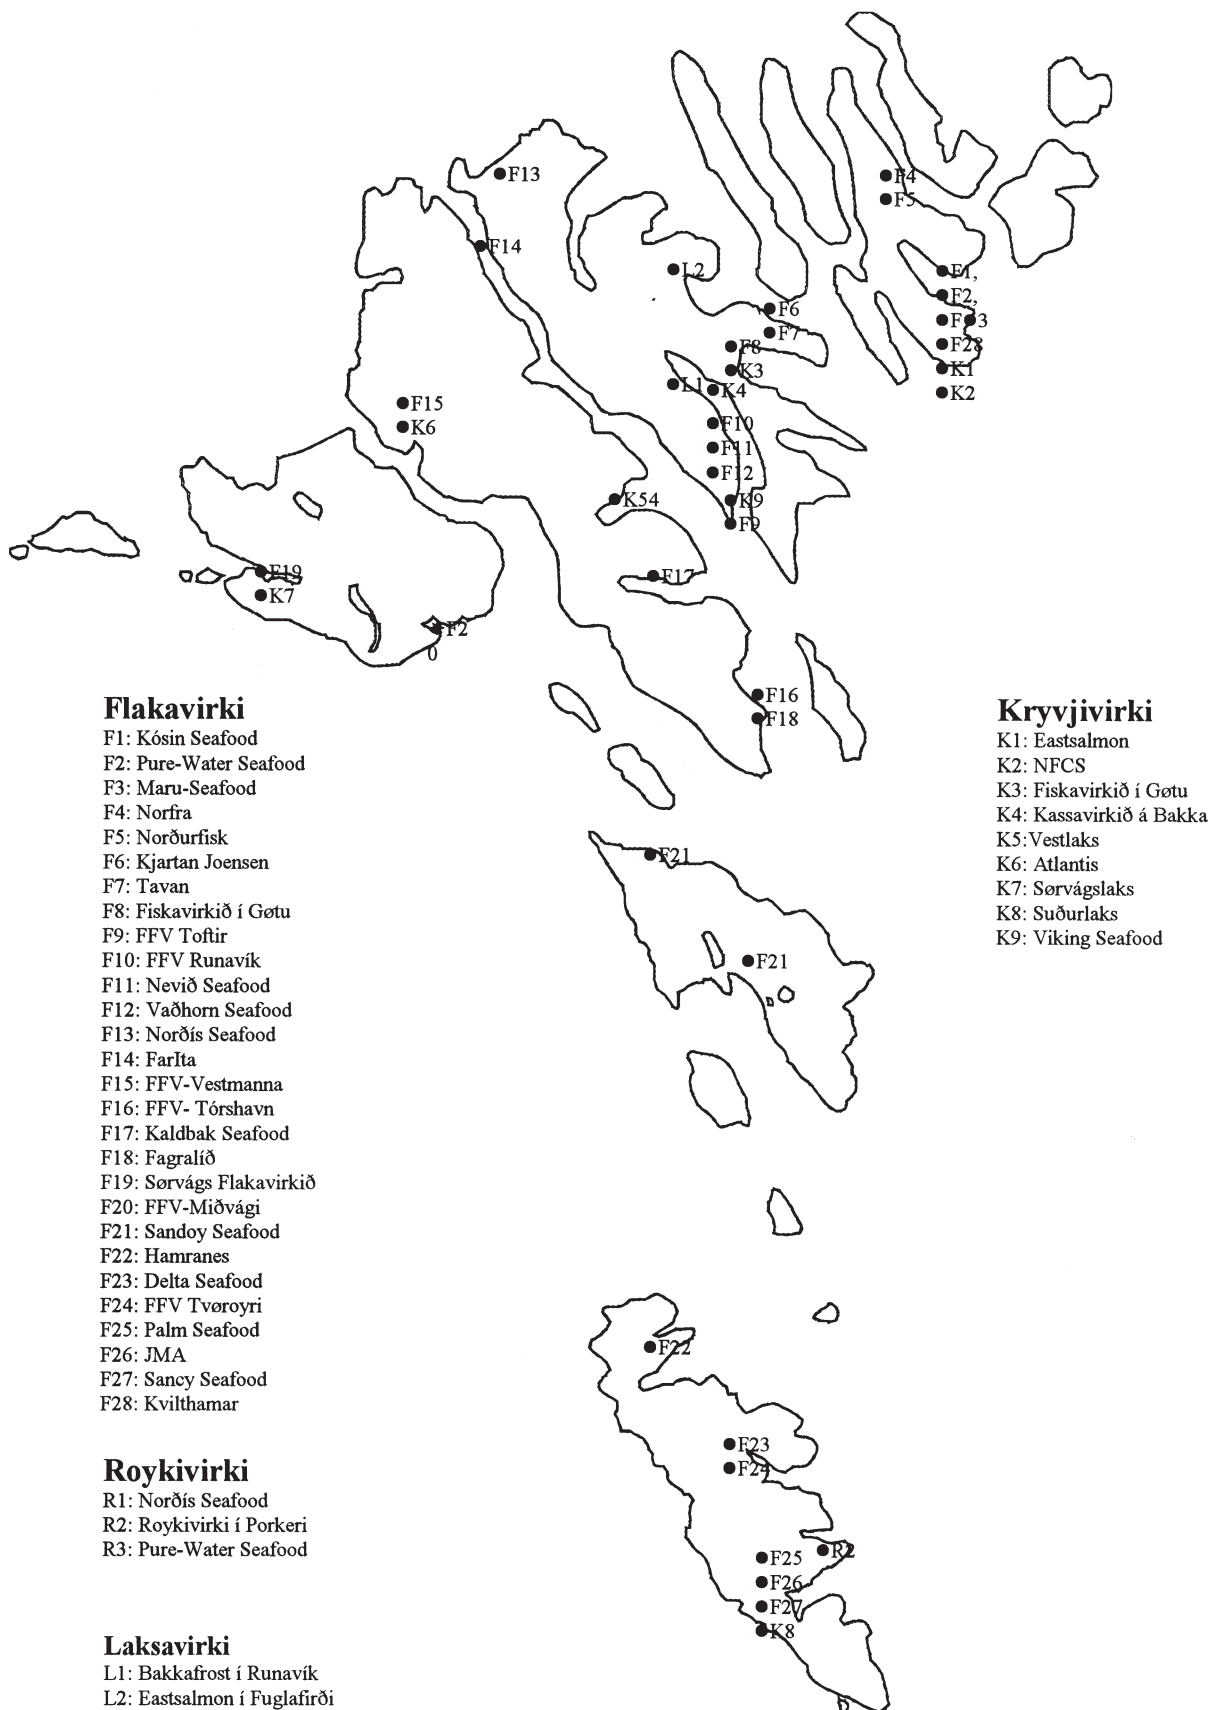 F13
F4
F5
F14
L2
F1,
F2,
F 3
F28
K1
K2
F6
F7
F8
K3
L1
K4
F15
K6
F10
F11
F12
K54
K9
F9
F19
K7
F17
F2
0
F16
F18
F21
F21
F22
F23
F24
F25
R2
F26
F27
K8
Flakavirki
F1: Kósin Seafood
F2: Pure-Water Seafood
F3: Maru-Seafood
F4: Norfra
F5: Norðurfisk
F6: Kjartan Joensen
F7: Tavan
F8: Fiskavirkið í Gøtu
F9: FFV Toftir
F10: FFV Runavík
F11: Nevið Seafood
F12: Vaðhorn Seafood
F13: Norðís Seafood
F14: FarIta
F15: FFV-Vestmanna
F16: FFV- Tórshavn
F17: Kaldbak Seafood
F18: Fagralíð
F19: Sørvágs Flakavirkið
F20: FFV-Miðvági
F21: Sandoy Seafood
F22: Hamranes
F23: Delta Seafood
F24: FFV Tvøroyri
F25: Palm Seafood
F26: JMA
F27: Sancy Seafood
F28: Kvilthamar
Roykivirki
R1: Norðís Seafood
R2: Roykivirki í Porkeri
R3: Pure-Water Seafood
Laksavirki
L1: Bakkafrost í Runavík
L2: Eastsalmon í Fuglafirði
Kryvjivirki
K1: Eastsalmon
K2: NFCS
K3: Fiskavirkið í Gøtu
K4: Kassavirkið á Bakka
K5:Vestlaks
K6: Atlantis
K7: Sørvágslaks
K8: Suðurlaks
K9: Viking Seafood